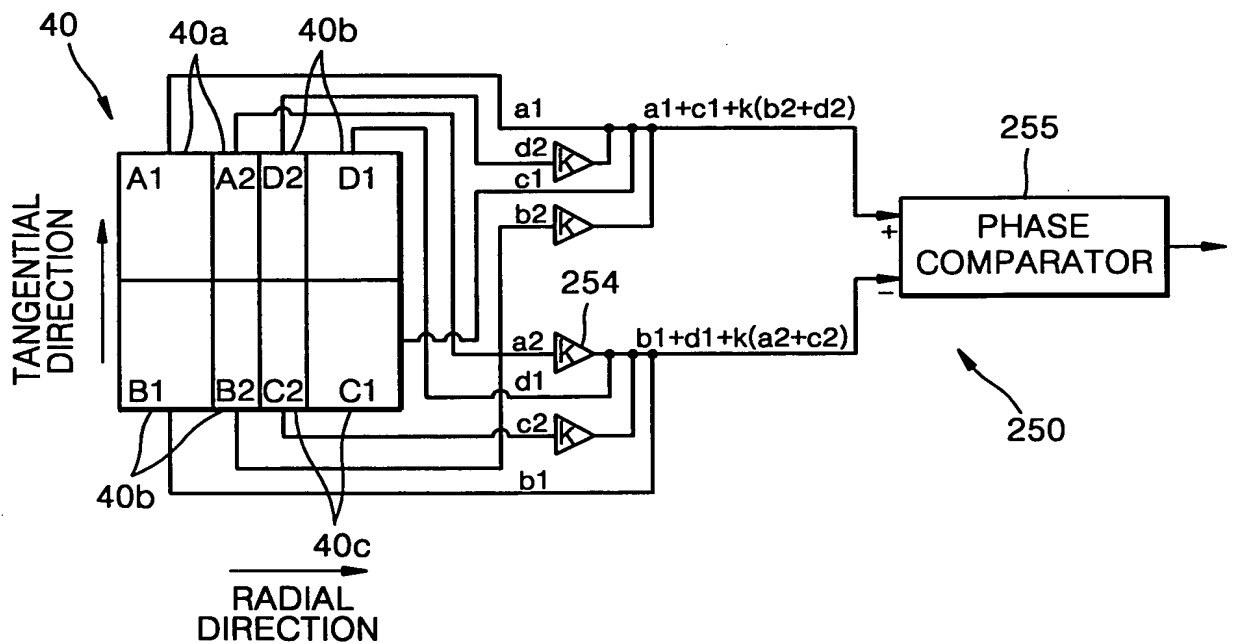 40
40a
40b
a1
a1+c1+k(b2+d2)
255
d2
K
c1
A1
A2
D2
D1
b2
K
+
PHASE
COMPARATOR
TANGENTIAL
DIRECTION
254
−
a2
K
b1+d1+k(a2+c2)
d1
B1
B2
C2
C1
c2
K
250
40b
b1
40c
RADIAL
DIRECTION